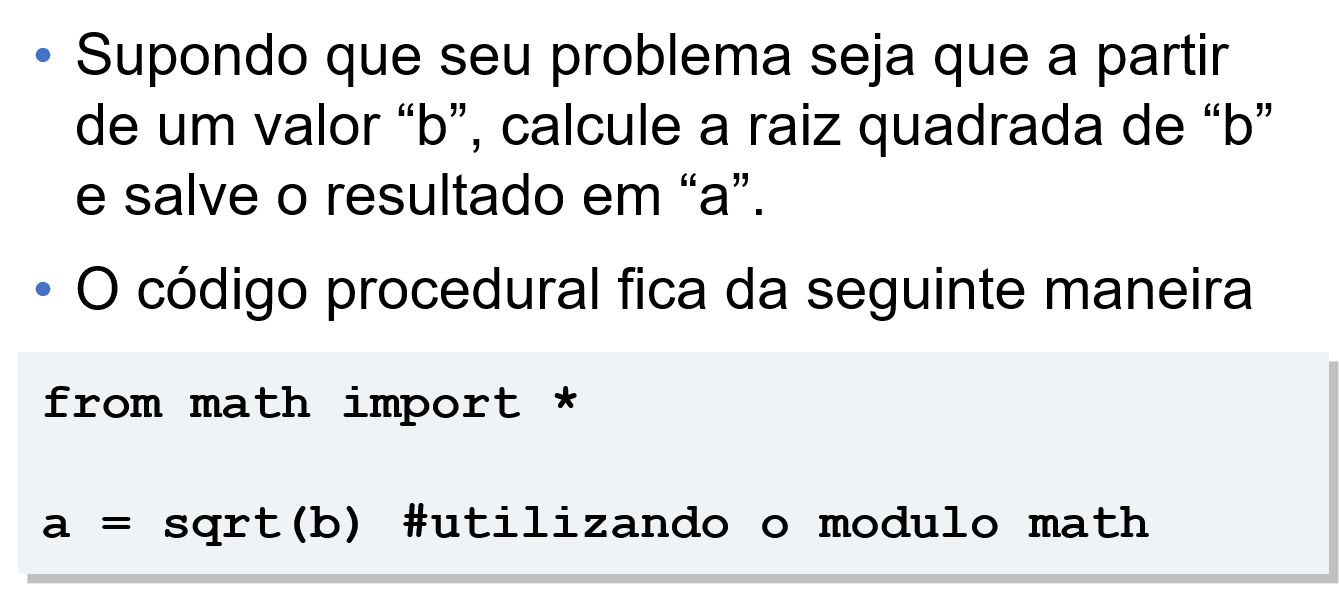 • Supondo que seu problema seja que a partir
de um valor “b”, calcule a raiz quadrada de “b”
e salve o resultado em “a”.
• O código procedural fica da seguinte maneira
from math import *
a = sqrt(b) #utilizando o modulo math